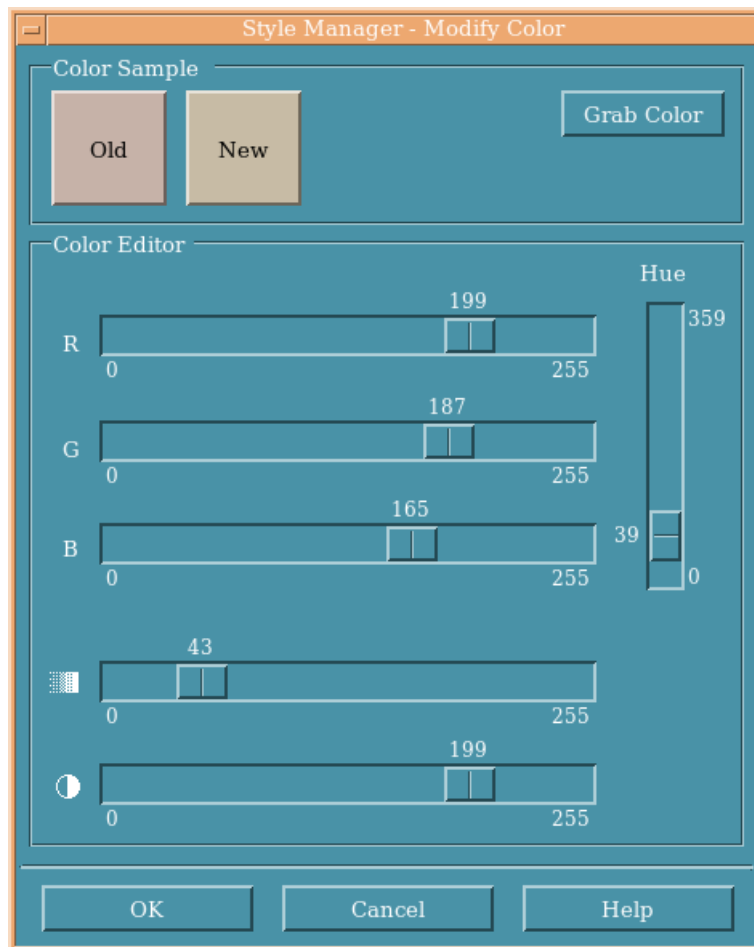 Style Manager - Modify Color
Color Sample
Old
New
Grab Color
Color Editor
Hue
199
359
R
0
255
187
G
0
255
165
B
39
0
255
0
43
0
255
199
0
255
OK
Cancel
Help